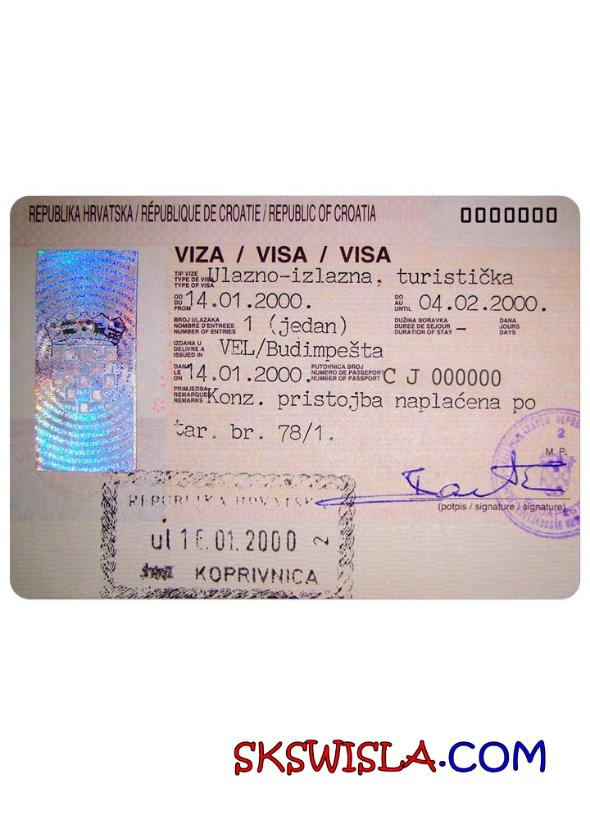 REPUBLIKA HRVATSKA / RÉPUBLIQUE DE CROATIE / REPUBLIC OF CROATIA 0000000
VIZA / VISA / VISA
TIP VIZE
TYPE DE VISA
TYPE OF VISA
Ulazno-izlazna, turistička
OD
DU
FROM
14.01.2000.
DO
AU
UNTIL
04.02.2000.
BROJ ULAZAKA
NOMBRE D'ENTREES
NUMBER OF ENTRIES
1 (jedan)
DUŽINA BORAVKA
DUREE DE SEJOUR
DURATION OF STAY
–
DANA
JOURS
DAYS
IZDANA U
DELIVRE A
ISSUED IN
VEL/Budimpešta
DANA
LE
ON
14.01.2000.
PUTOVNICA BROJ
NUMERO DE PASSEPORT
NUMBER OF PASSPORT
CJ 000000
PRIMJEDBA
REMARQUES
REMARKS
Konz. pristojba naplaćena po
tar. br. 78/1.
M. P.
(potpis / signature / signature)
2
REPUBLIKA HRVATSKA
ul 16.01.2000 2
KOPRIVNICA
SKSWISLA.COM